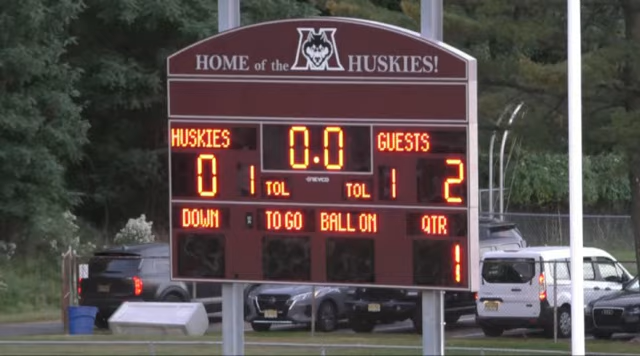 HOME of the HUSKIES!
HUSKIES 0.0 GUESTS
0 1 TOL TOL 1 2
NEVCO
DOWN TO GO BALL ON QTR
1